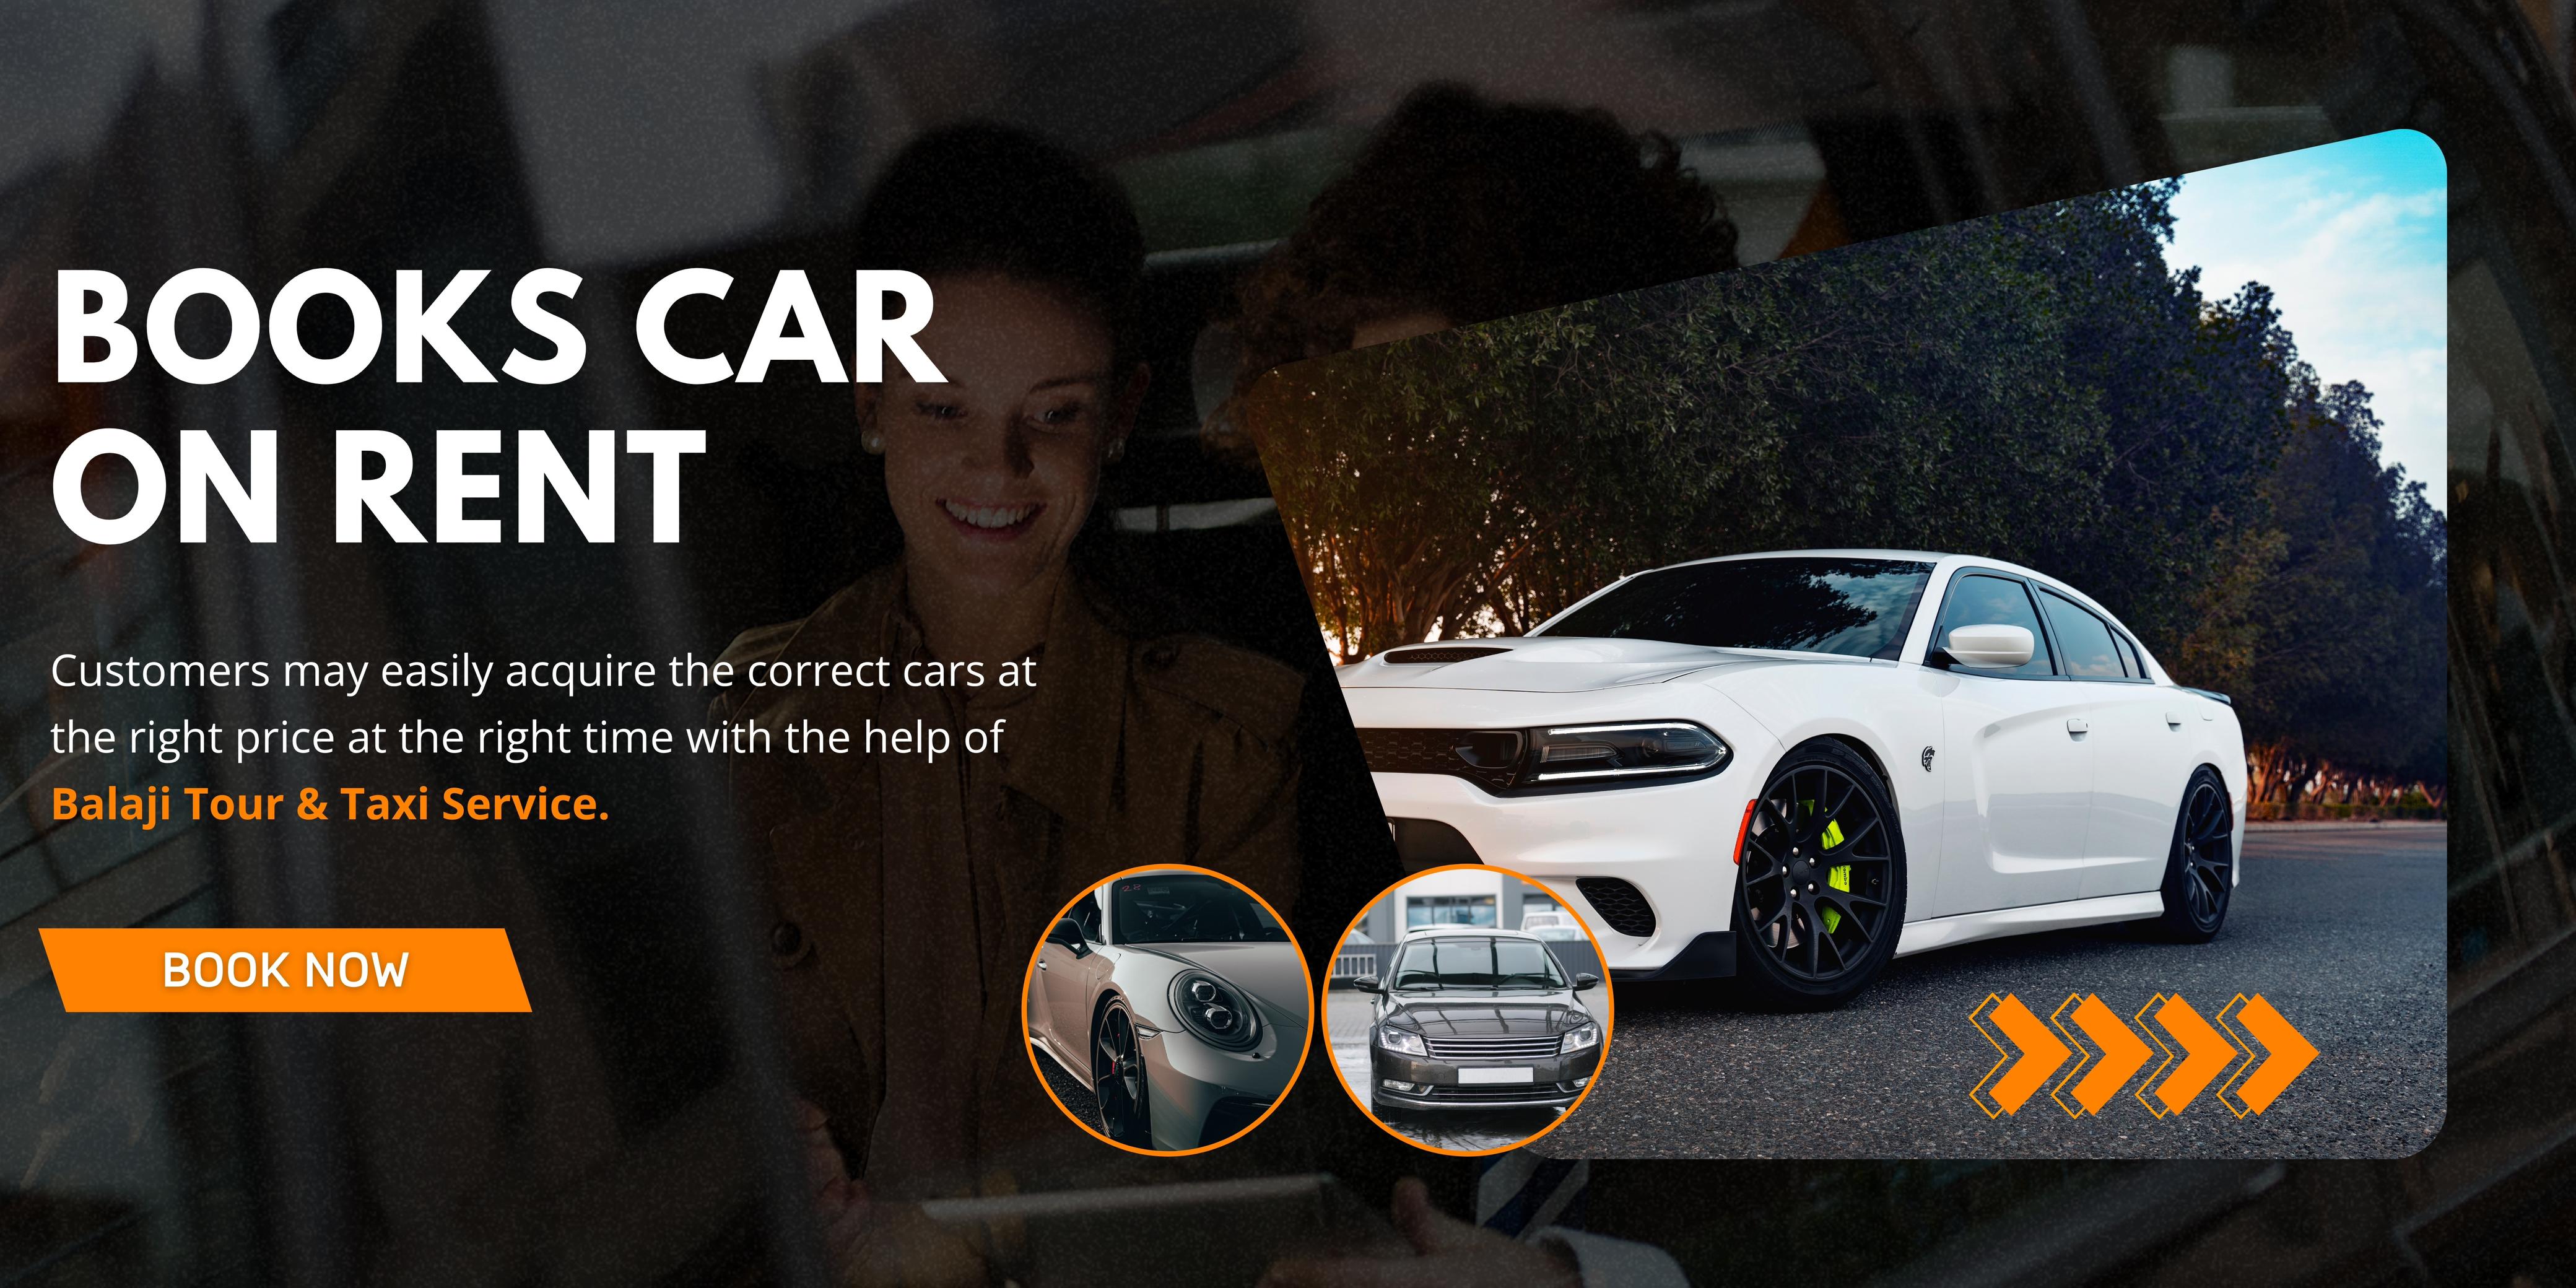 BOOKS CAR
ON RENT
Customers may easily acquire the correct cars at
the right price at the right time with the help of
Balaji Tour & Taxi Service.
BOOK NOW